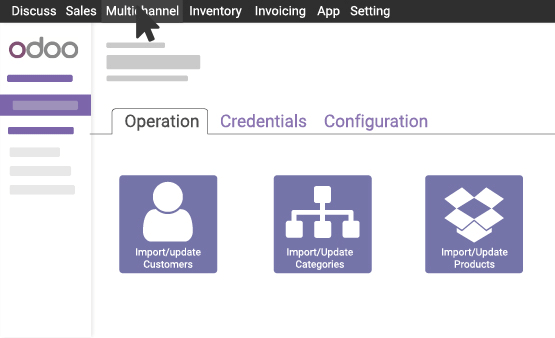 Discuss Sales Multichannel Inventory Invoicing App Setting
odoo
Operation Credentials Configuration
Import/update
Customers
Import/Update
Categories
Import/Update
Products